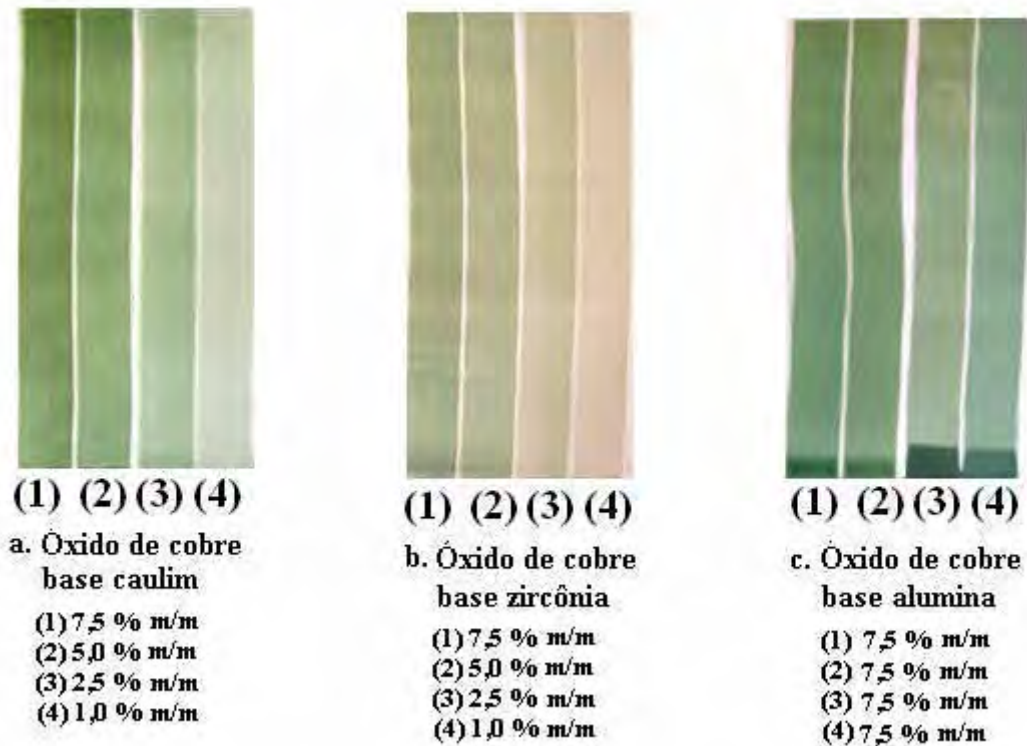 (1) (2) (3) (4)
a. Óxido de cobre
base caulim
(1) 7,5 % m/m
(2) 5,0 % m/m
(3) 2,5 % m/m
(4) 1,0 % m/m
(1) (2) (3) (4)
b. Óxido de cobre
base zircônia
(1) 7,5 % m/m
(2) 5,0 % m/m
(3) 2,5 % m/m
(4) 1,0 % m/m
(1) (2) (3) (4)
c. Óxido de cobre
base alumina
(1) 7,5 % m/m
(2) 7,5 % m/m
(3) 7,5 % m/m
(4) 7,5 % m/m